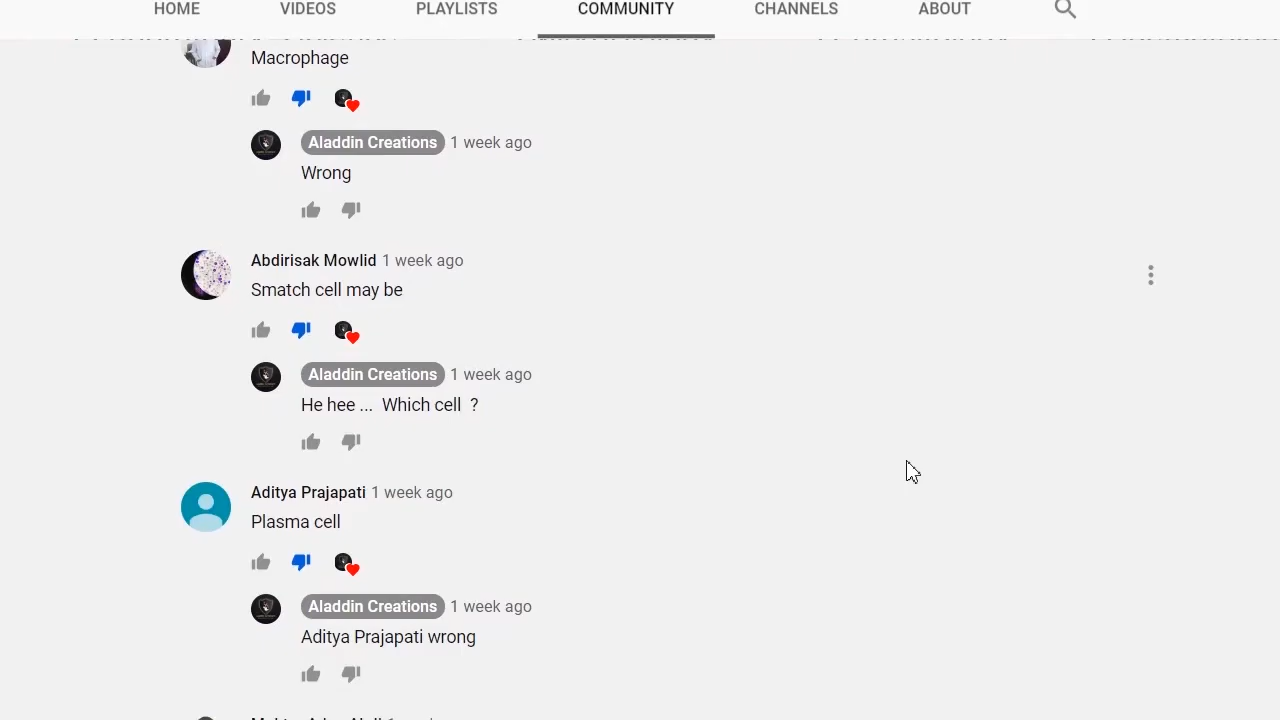 HOME VIDEOS PLAYLISTS COMMUNITY CHANNELS ABOUT
Macrophage
Aladdin Creations 1 week ago
Wrong
Abdirisak Mowlid 1 week ago
Smatch cell may be
Aladdin Creations 1 week ago
He hee ... Which cell ?
Aditya Prajapati 1 week ago
Plasma cell
Aladdin Creations 1 week ago
Aditya Prajapati wrong